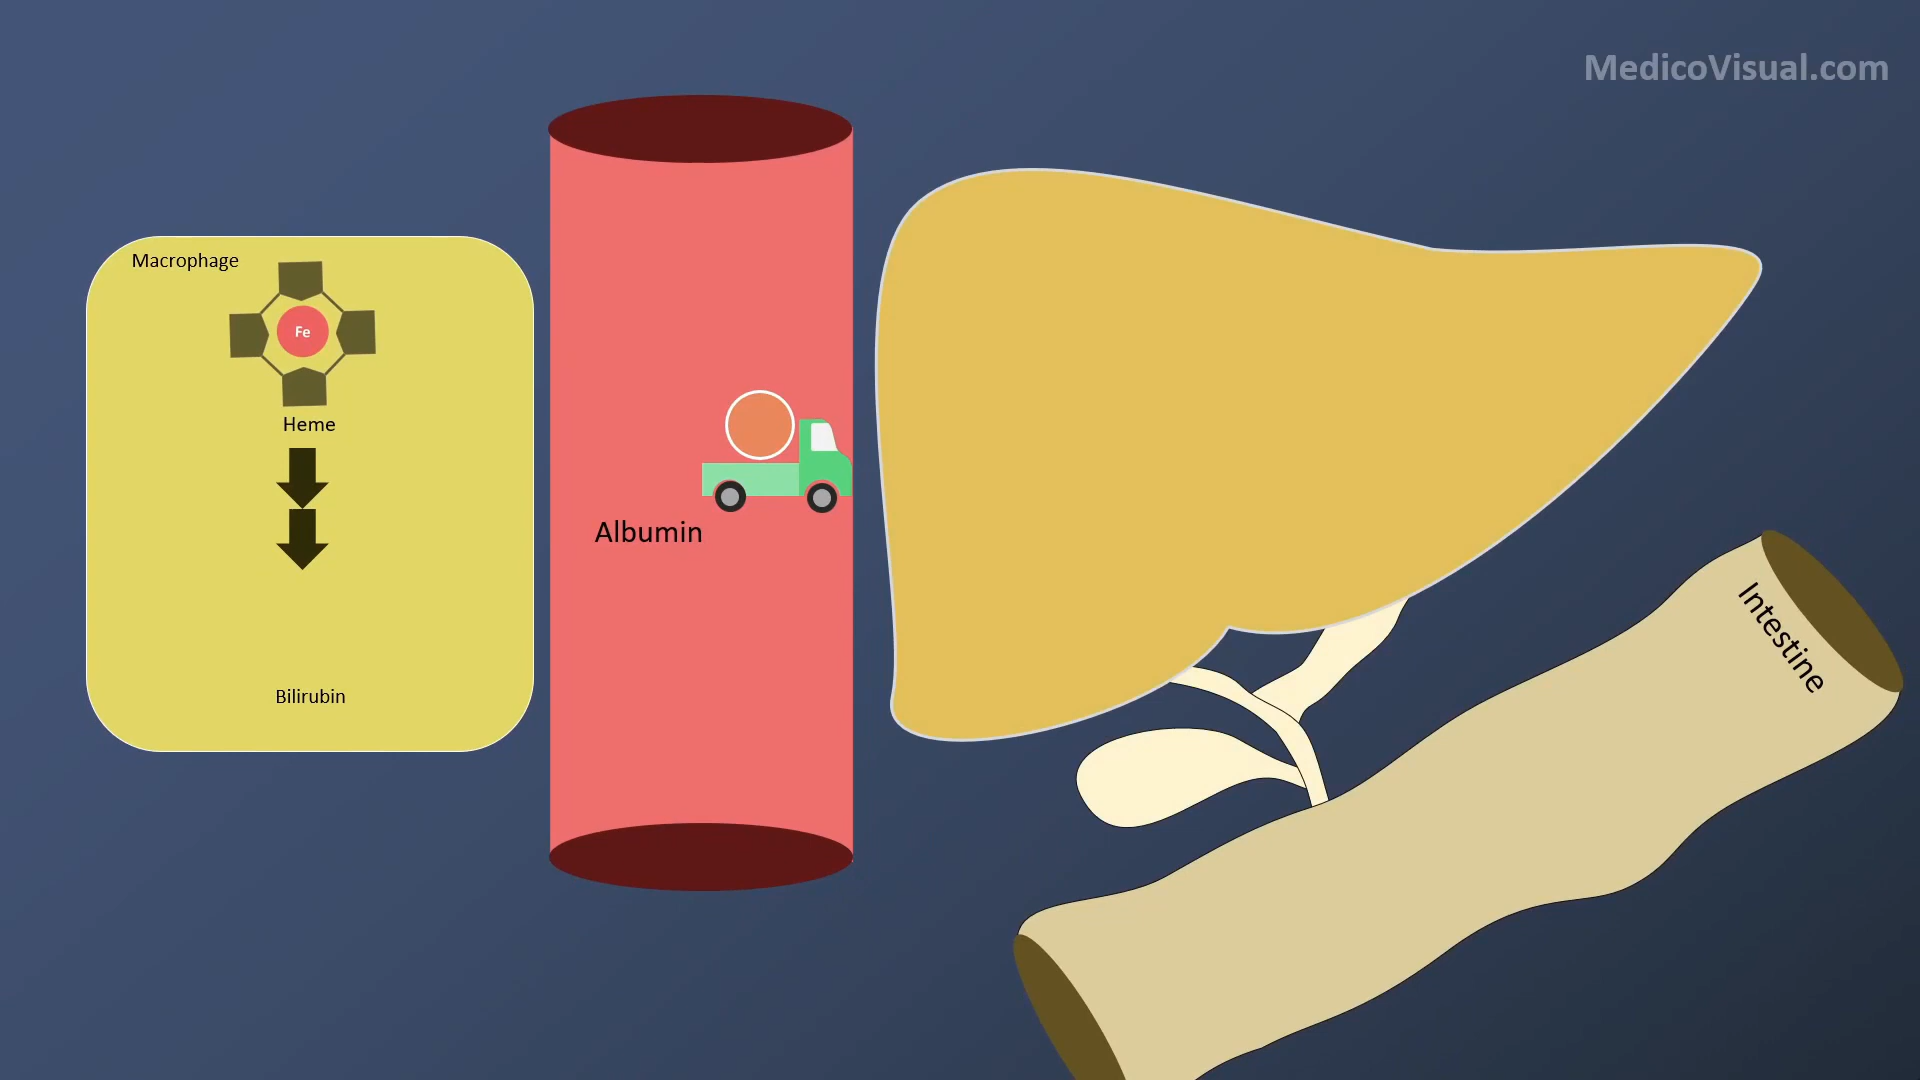 MedicoVisual.com
Macrophage
Fe
Heme
Albumin
Intestine
Bilirubin